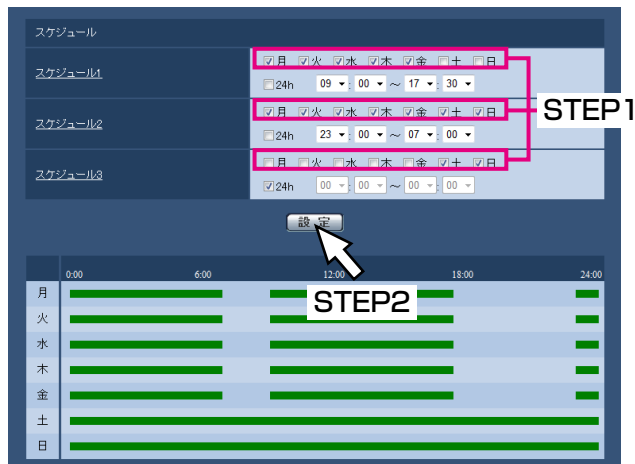 スケジュール
スケジュール1
月 火 水 木 金 土 日
24h 09 : 00 ～ 17 : 30
スケジュール2
月 火 水 木 金 土 日
24h 23 : 00 ～ 07 : 00
スケジュール3
月 火 水 木 金 土 日
24h 00 : 00 ～ 00 : 00
STEP1
設定
STEP2
0:00 6:00 12:00 18:00 24:00
月
火
水
木
金
土
日